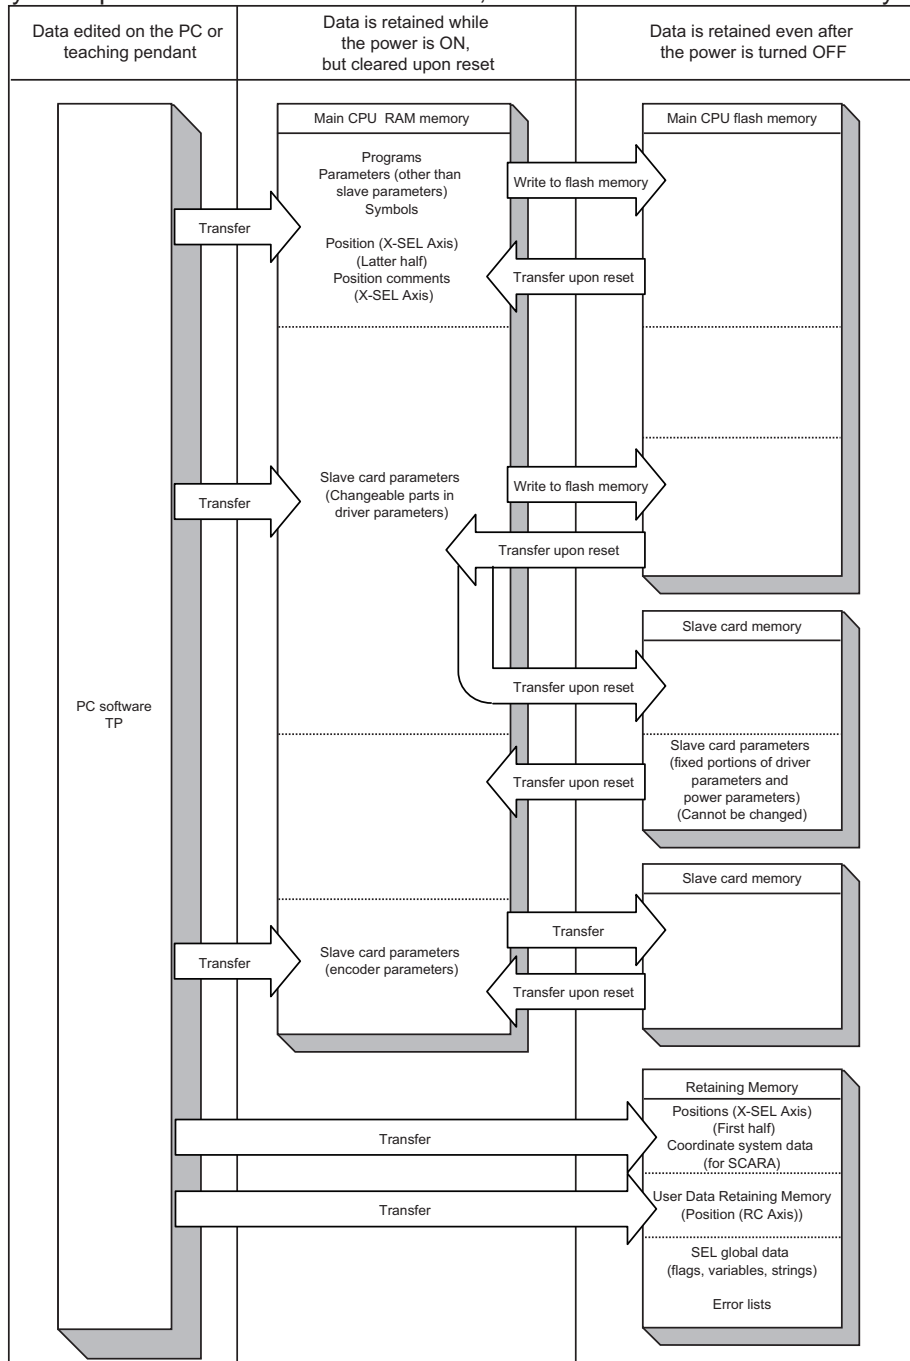 Data edited on the PC or
teaching pendant
Data is retained while
the power is ON,
but cleared upon reset
Data is retained even after
the power is turned OFF
PC software
TP
Transfer
Main CPU RAM memory
Programs
Parameters (other than
slave parameters)
Symbols
Position (X-SEL Axis)
(Latter half)
Position comments
(X-SEL Axis)
Write to flash memory
Transfer upon reset
Main CPU flash memory
Transfer
Slave card parameters
(Changeable parts in
driver parameters)
Write to flash memory
Transfer upon reset
Slave card memory
Transfer upon reset
Transfer upon reset
Slave card parameters
(fixed portions of driver
parameters and
power parameters)
(Cannot be changed)
Slave card memory
Transfer
Slave card parameters
(encoder parameters)
Transfer
Transfer upon reset
Retaining Memory
Transfer
Positions (X-SEL Axis)
(First half)
Coordinate system data
(for SCARA)
Transfer
User Data Retaining Memory
(Position (RC Axis))
SEL global data
(flags, variables, strings)
Error lists